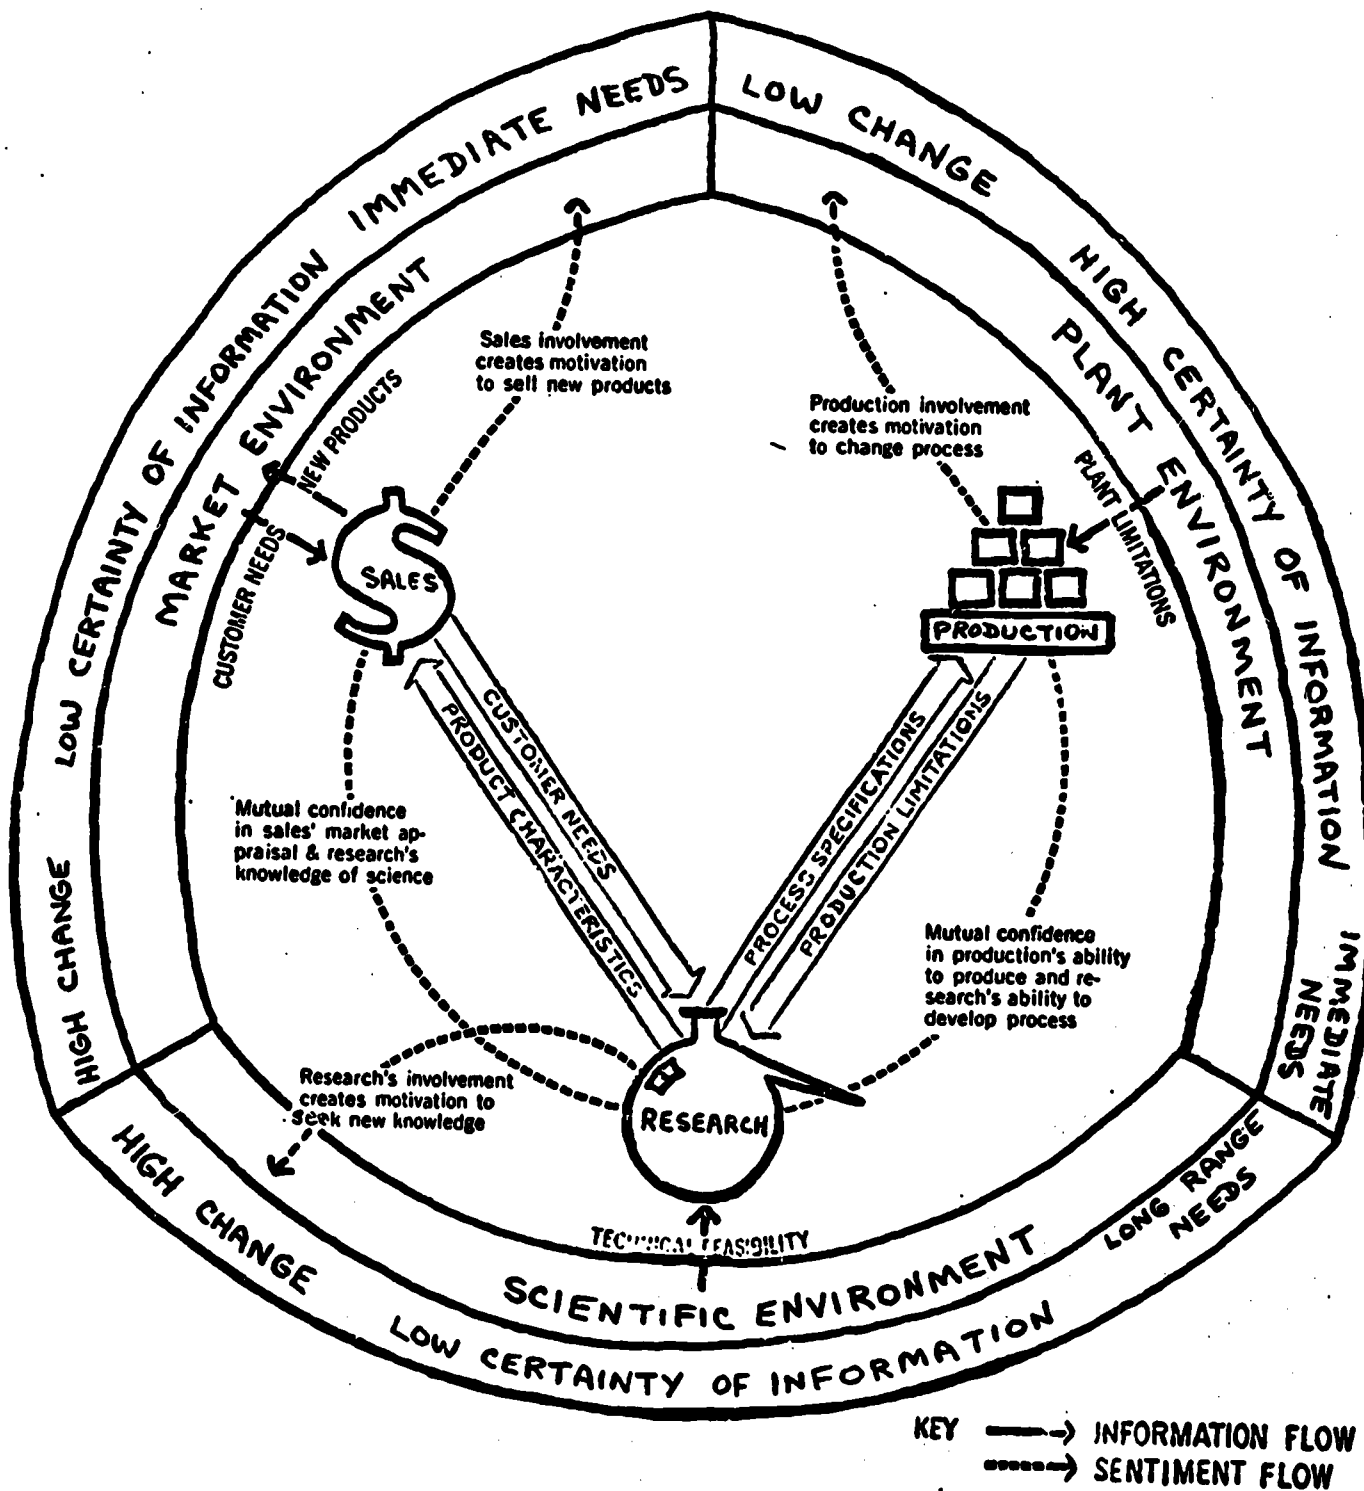 LOW CERTAINTY OF INFORMATION IMMEDIATE NEEDS
HIGH CHANGE
LOW CHANGE
HIGH CERTAINTY OF INFORMATION
IMMEDIATE
NEEDS
MARKET ENVIRONMENT
PLANT ENVIRONMENT
Sales involvement
creates motivation
to sell new products
Production involvement
creates motivation
to change process
NEW PRODUCTS
CUSTOMER NEEDS
PLANT LIMITATIONS
SALES
PRODUCTION
CUSTOMER NEEDS
PRODUCT CHARACTERISTICS
PROCESS SPECIFICATIONS
PRODUCTION LIMITATIONS
Mutual confidence
in sales' market ap-
praisal & research's
knowledge of science
Mutual confidence
in production's ability
to produce and re-
search's ability to
develop process
Research's involvement
creates motivation to
seek new knowledge
RESEARCH
TECHNICAL FEASIBILITY
SCIENTIFIC ENVIRONMENT
HIGH CHANGE
LOW CERTAINTY OF INFORMATION
LONG RANGE
NEEDS
KEY
INFORMATION FLOW
SENTIMENT FLOW